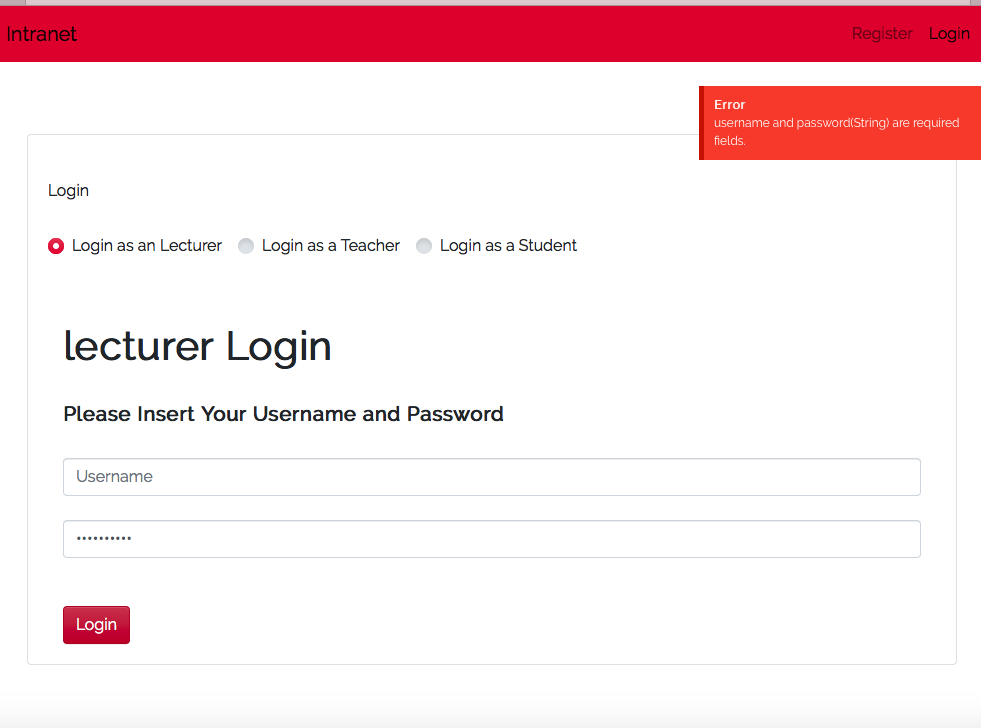 Intranet
Register Login
Error
username and password(String) are required
fields.
Login
Login as an Lecturer Login as a Teacher Login as a Student
lecturer Login
Please Insert Your Username and Password
Username
••••••••••
Login